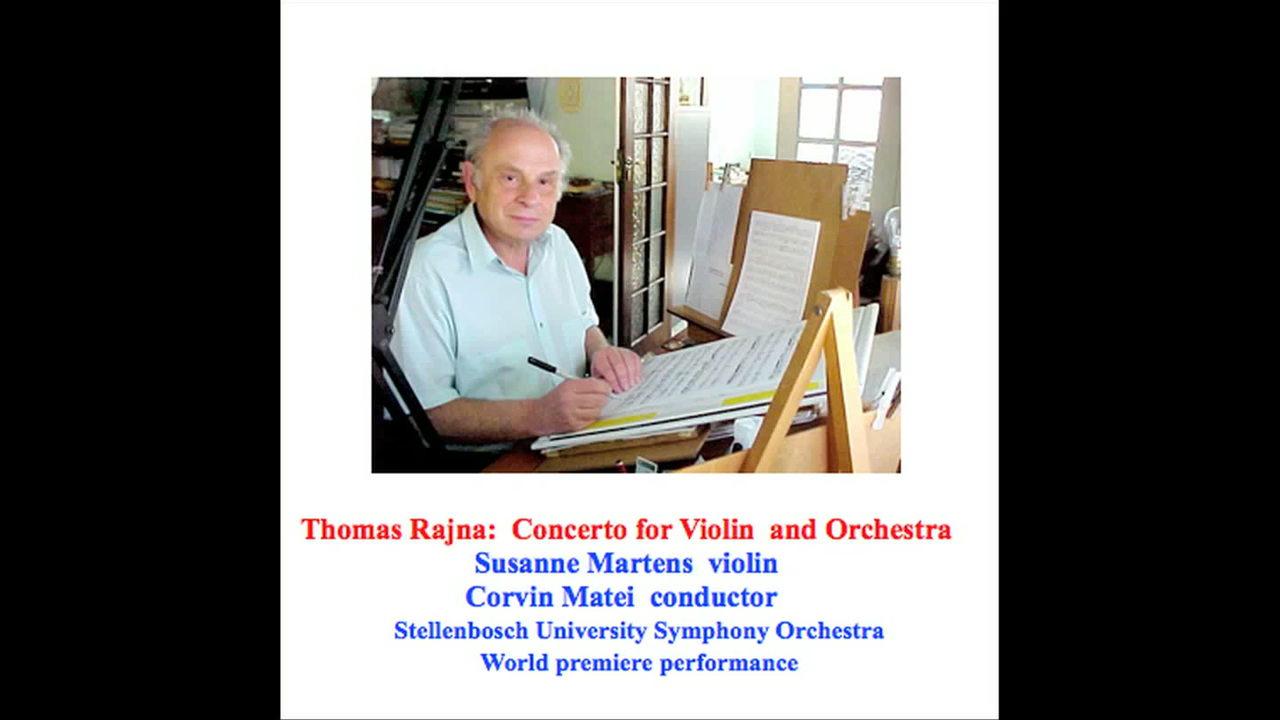 Thomas Rajna: Concerto for Violin and Orchestra
Susanne Martens violin
Corvin Matei conductor
Stellenbosch University Symphony Orchestra
World premiere performance